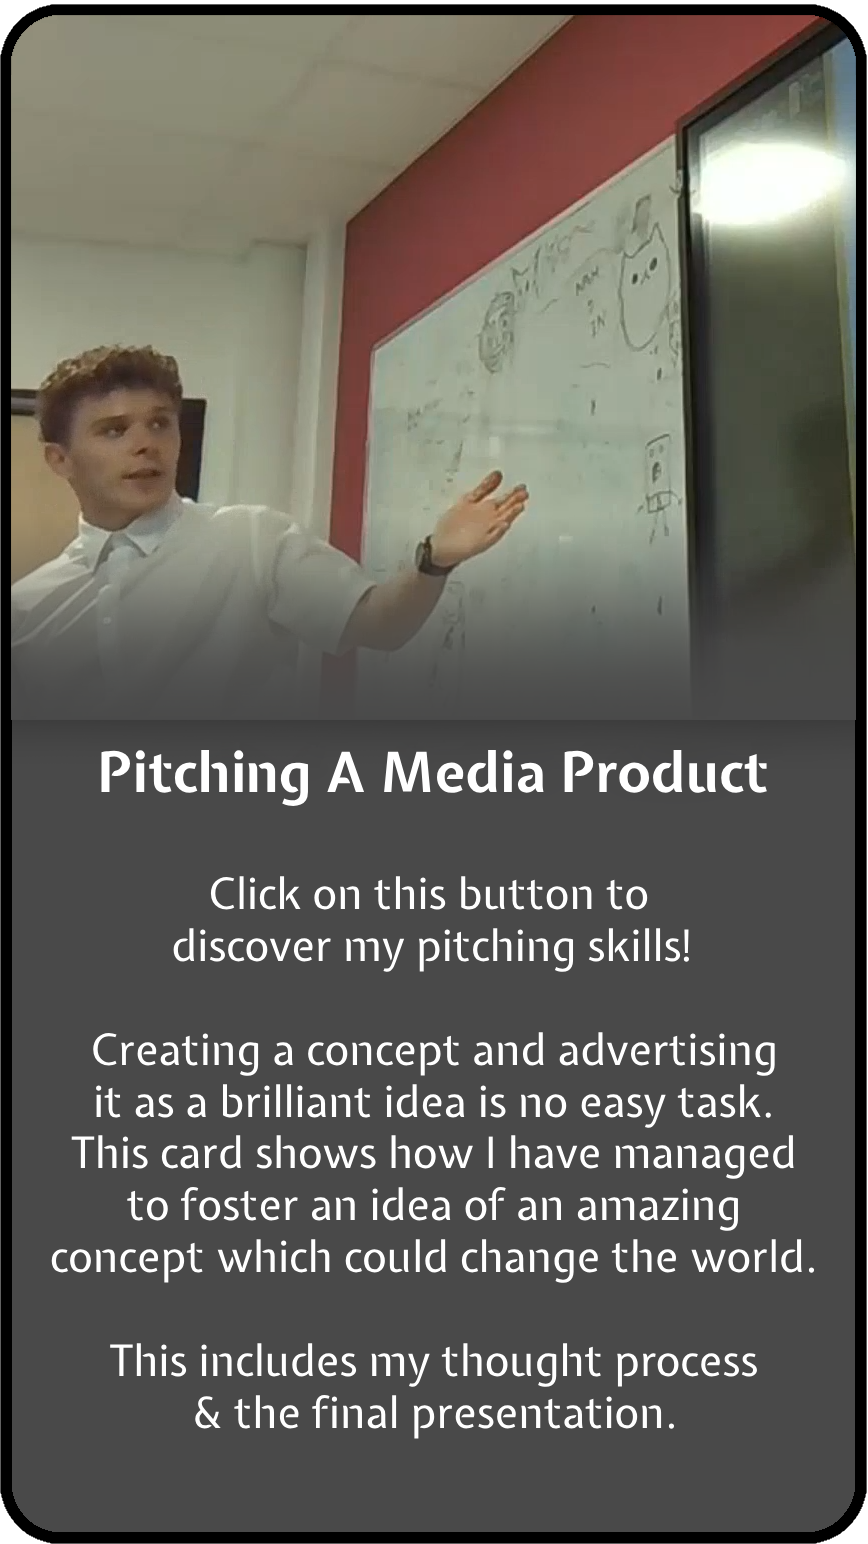 Pitching A Media Product
Click on this button to
discover my pitching skills!
Creating a concept and advertising
it as a brilliant idea is no easy task.
This card shows how I have managed
to foster an idea of an amazing
concept which could change the world.
This includes my thought process
& the final presentation.